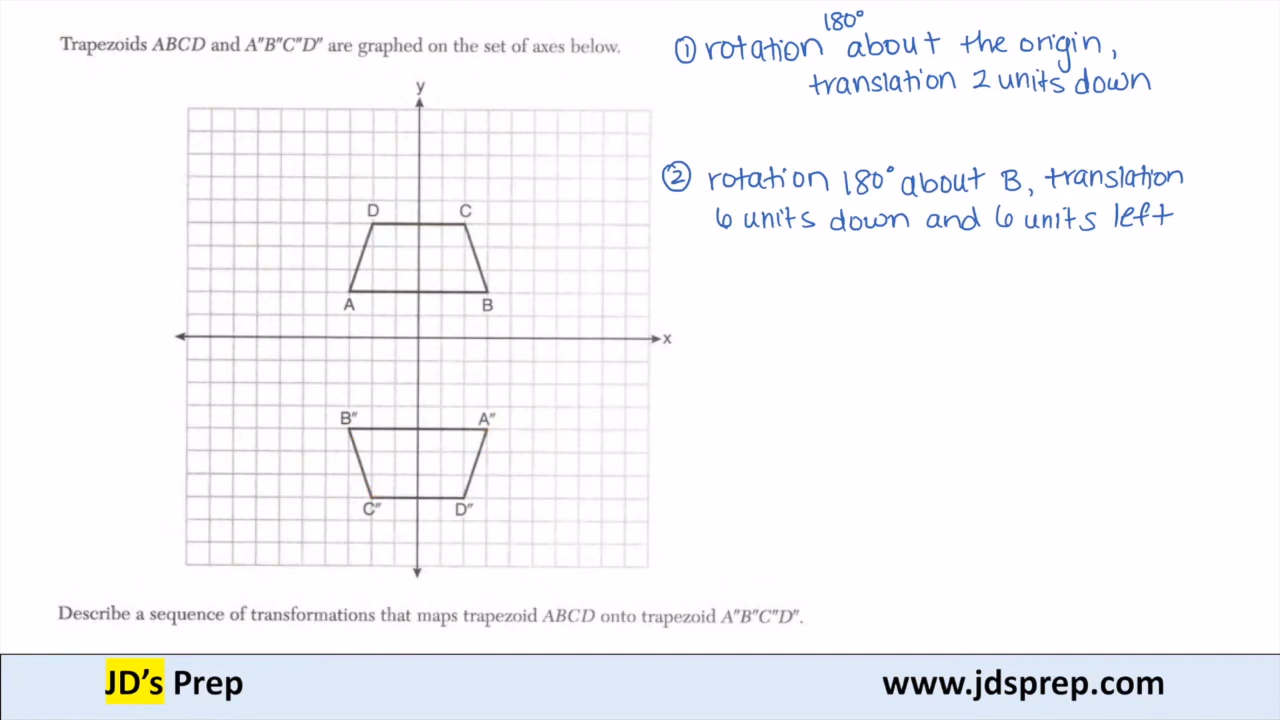 Trapezoids ABCD and A″B″C″D″ are graphed on the set of axes below.
① rotation 180° about the origin,
translation 2 units down
② rotation 180° about B, translation
6 units down and 6 units left
y
D C
A B
x
B″ A″
C″ D″
Describe a sequence of transformations that maps trapezoid ABCD onto trapezoid A″B″C″D″.
JD's Prep
www.jdsprep.com